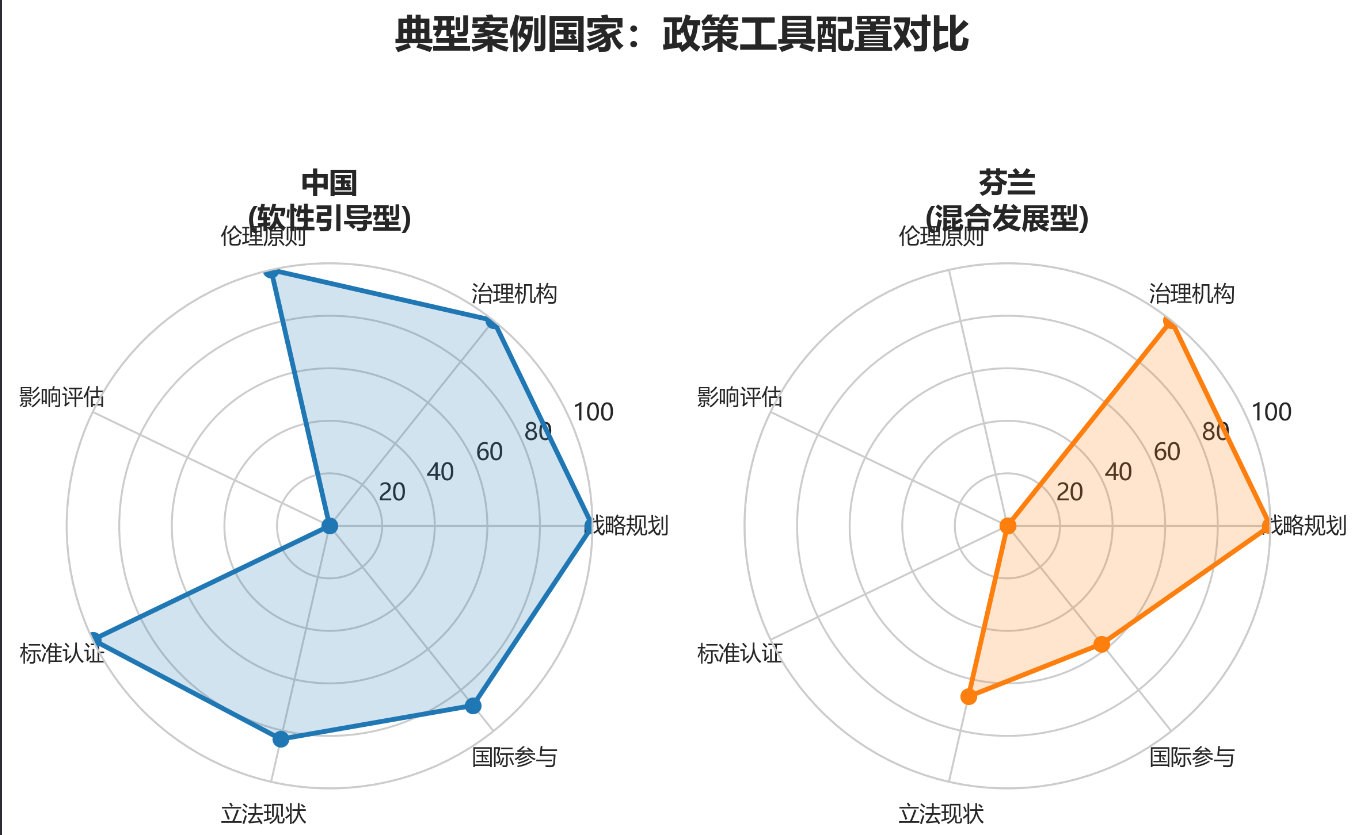 典型案例国家：政策工具配置对比
中国
(软性引导型)
伦理原则
治理机构
影响评估
100
80
60
40
20
战略规划
标准认证
国际参与
立法现状
芬兰
(混合发展型)
伦理原则
治理机构
影响评估
100
80
60
40
20
战略规划
标准认证
国际参与
立法现状